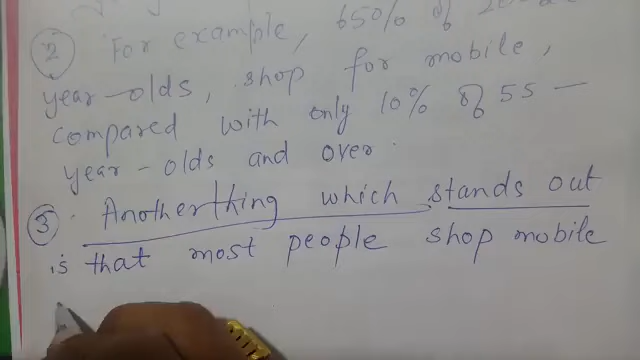 ② For example, 65% of
year-olds, shop for mobile,
compared with only 10% of 55 -
year-olds and over.
③. Anotherthing which stands out
is that most people shop mobile